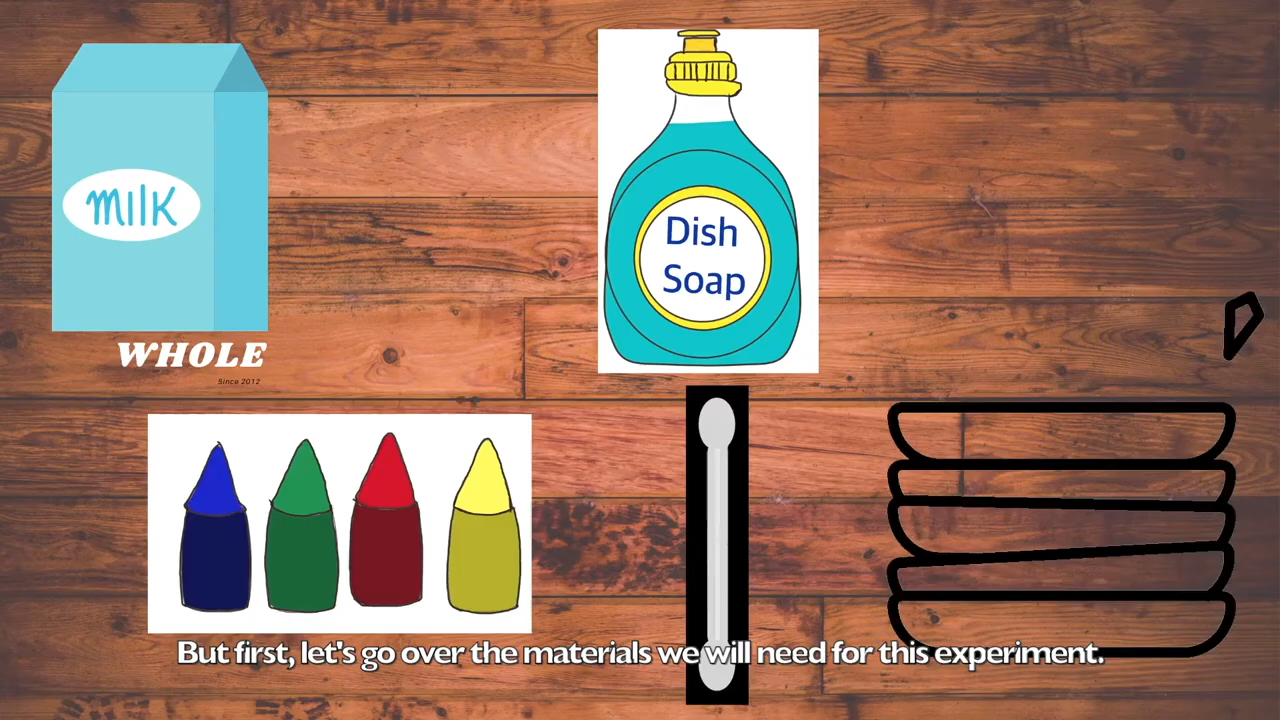 milk
WHOLE
Since 2012
Dish
Soap
But first, let's go over the materials we will need for this experiment.